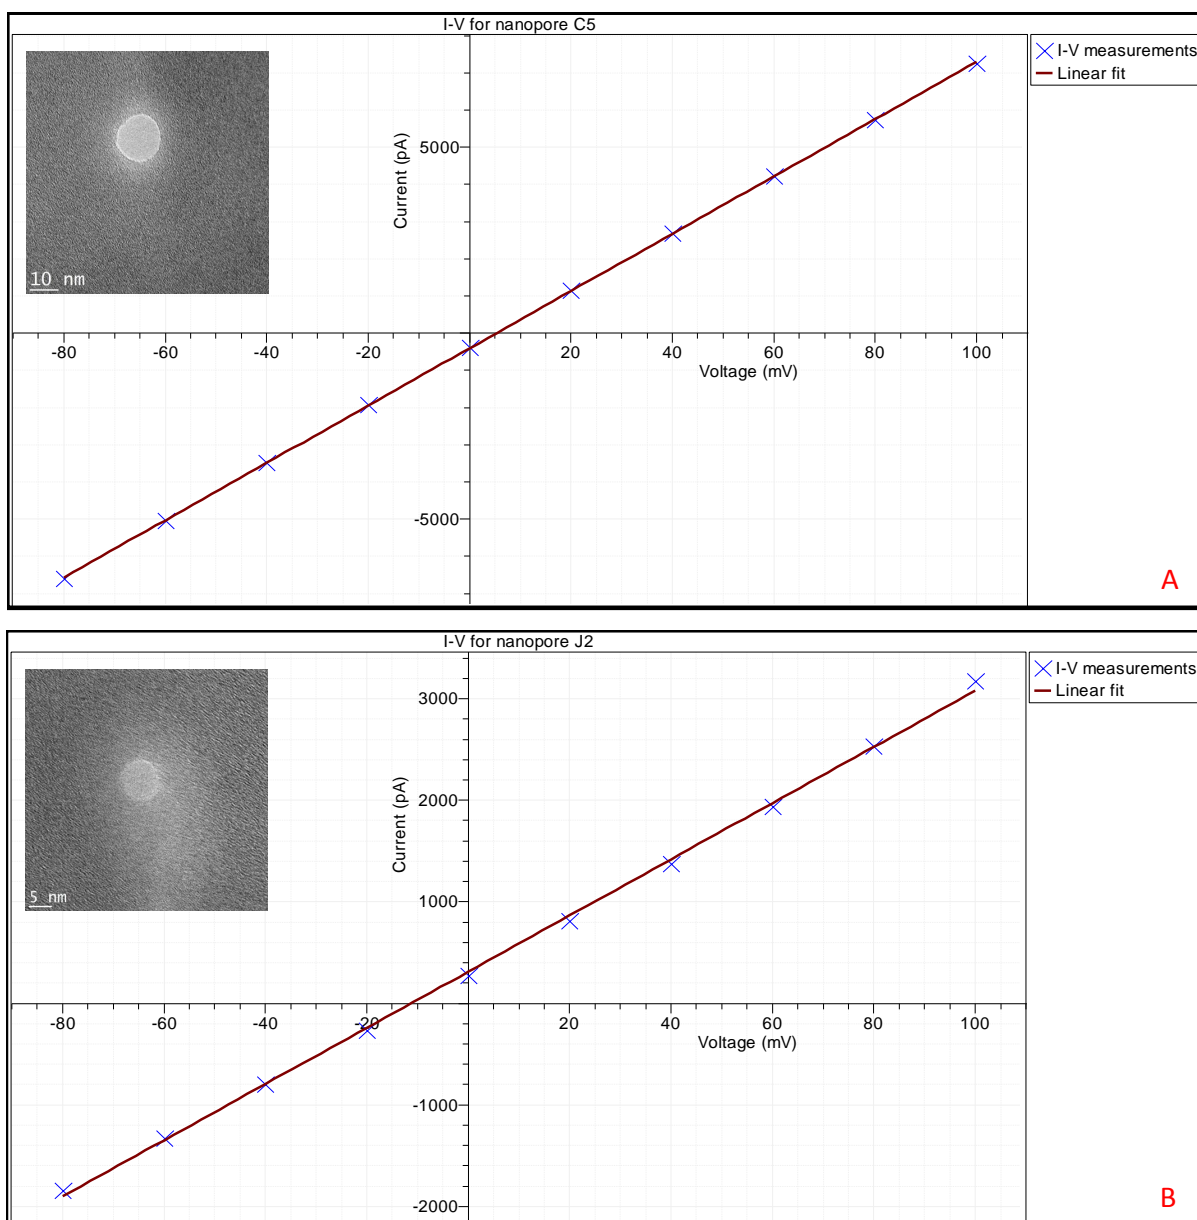 I-V for nanopore C5
I-V measurements
Linear fit
5000
Current (pA)
10 nm
-80 -60 -40 -20 0 20 40 60 80 100
Voltage (mV)
-5000
A
I-V for nanopore J2
I-V measurements
Linear fit
3000
2000
Current (pA)
5 nm
1000
-80 -60 -40 -20 0 20 40 60 80 100
Voltage (mV)
-1000
-2000
B